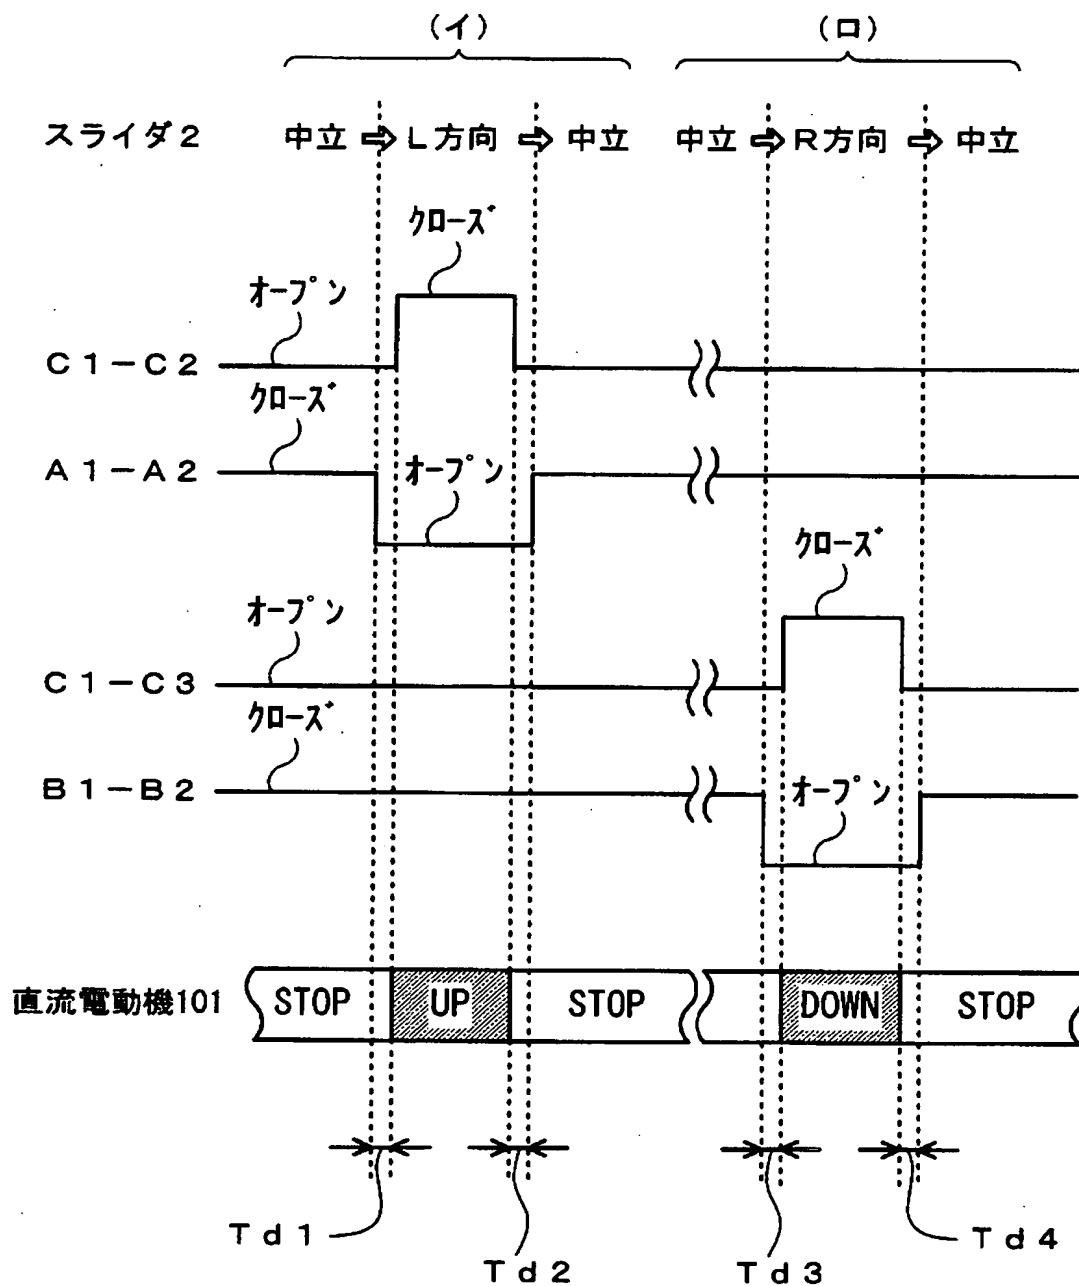 (イ) (ロ)
スライダ2 中立 ⇨ L方向 ⇨ 中立 中立 ⇨ R方向 ⇨ 中立
クローズ
オープン
C1-C2
クローズ
A1-A2 オープン
クローズ
オープン
C1-C3
クローズ
B1-B2 オープン
直流電動機101 STOP UP STOP DOWN STOP
Td1 Td2 Td3 Td4